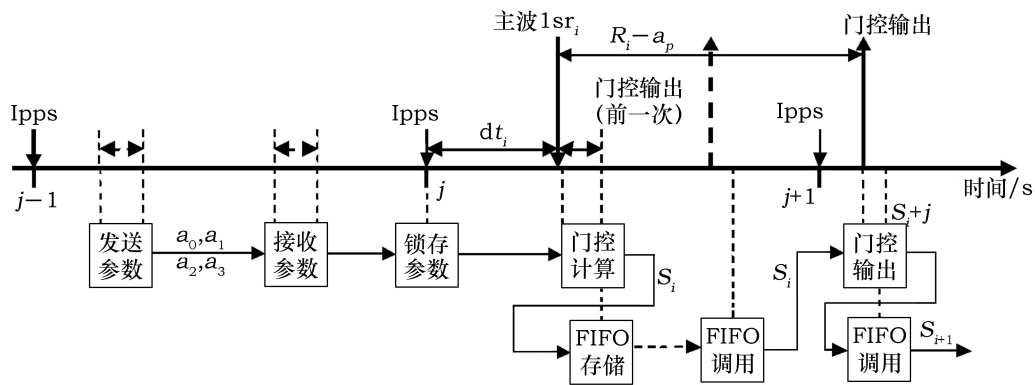 主波1sr_i
R_i−a_p
门控输出
门控输出
(前一次)
Ipps
Ipps
dt_i
Ipps
j−1
j
j+1
时间/s
发送
参数
a_0,a_1
a_2,a_3
接收
参数
锁存
参数
门控
计算
S_i
S_i
门控
输出
S_i+j
FIFO
存储
FIFO
调用
FIFO
调用
S_{i+1}